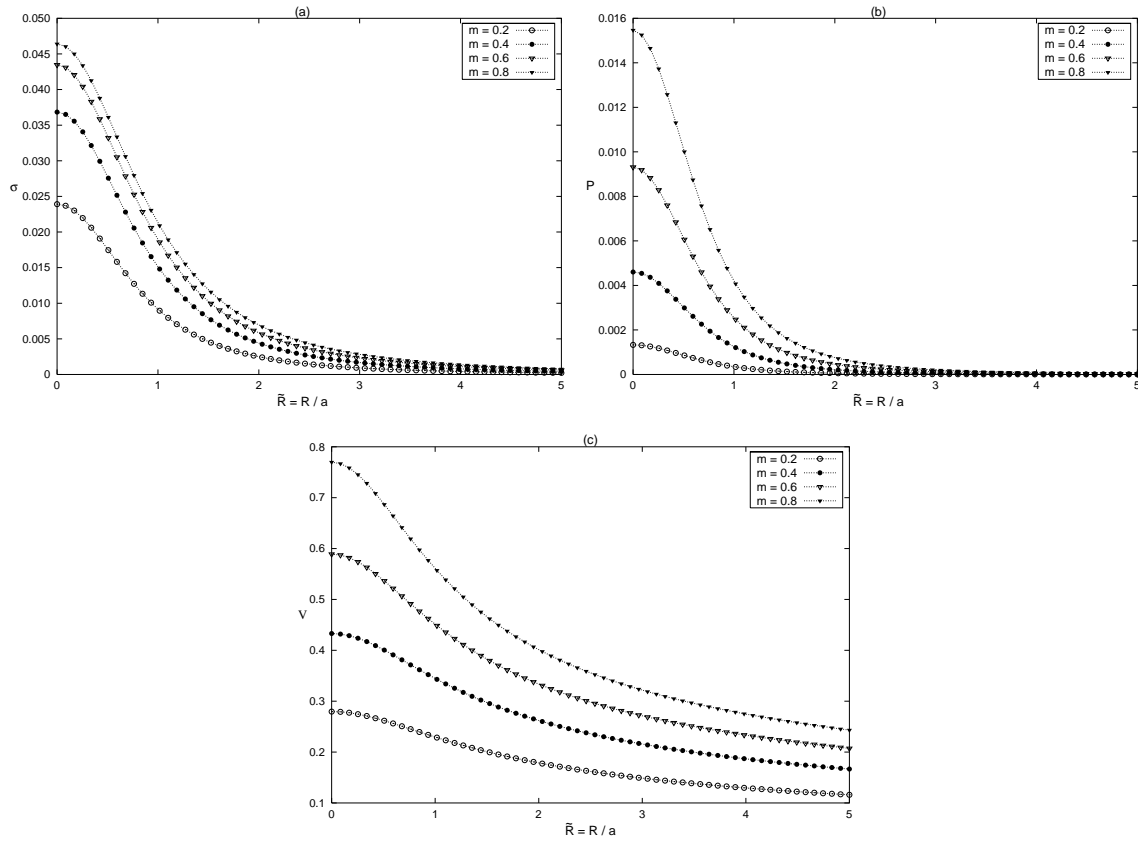 (a)
0.050
0.045
0.040
0.035
0.030
0.025
0.020
0.015
0.010
0.005
0
σ
m = 0.2
m = 0.4
m = 0.6
m = 0.8
0 1 2 3 4 5
R̃ = R / a
(b)
0.016
0.014
0.012
0.010
0.008
0.006
0.004
0.002
0
P
m = 0.2
m = 0.4
m = 0.6
m = 0.8
0 1 2 3 4 5
R̃ = R / a
(c)
0.8
0.7
0.6
0.5
0.4
0.3
0.2
0.1
V
m = 0.2
m = 0.4
m = 0.6
m = 0.8
0 1 2 3 4 5
R̃ = R / a